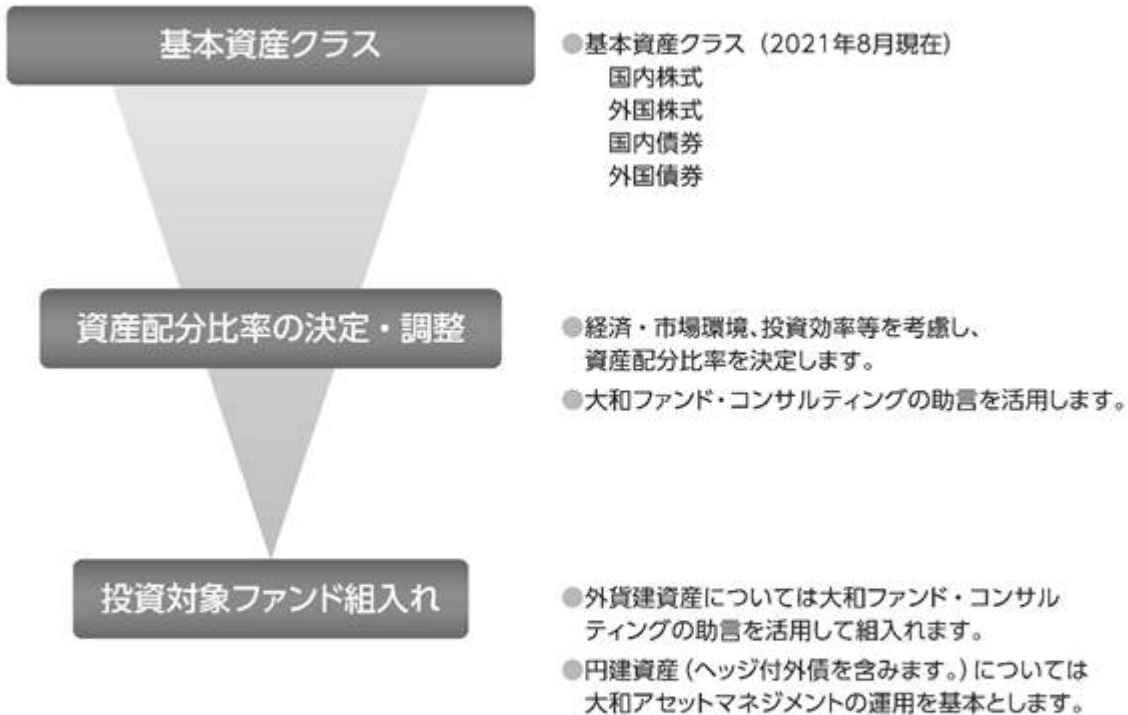 基本資産クラス
●基本資産クラス（2021年8月現在）
国内株式
外国株式
国内債券
外国債券
資産配分比率の決定・調整
●経済・市場環境、投資効率等を考慮し、
資産配分比率を決定します。
●大和ファンド・コンサルティングの助言を活用します。
投資対象ファンド組入れ
●外貨建資産については大和ファンド・コンサル
ティングの助言を活用して組入れます。
●円建資産（ヘッジ付外債を含みます。）については
大和アセットマネジメントの運用を基本とします。